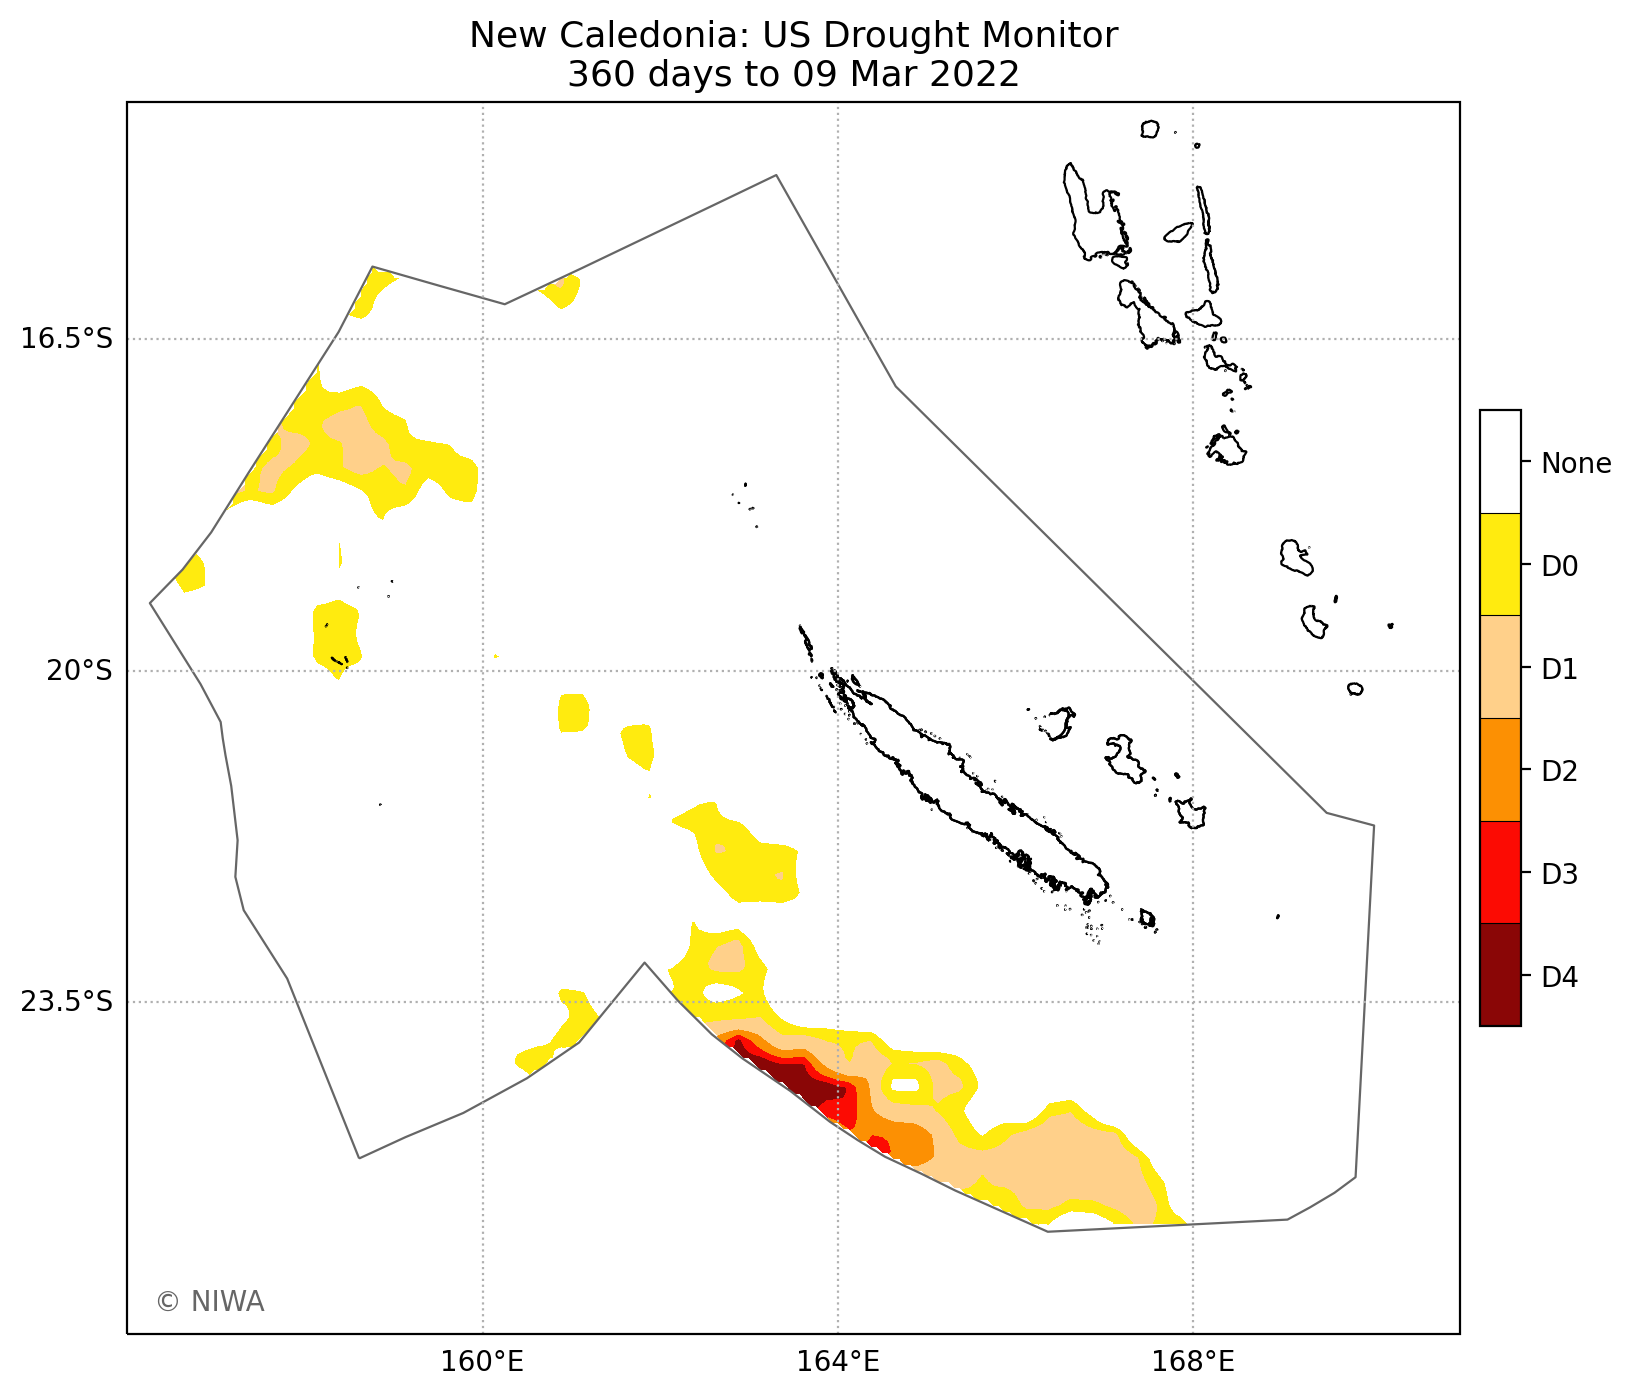 New Caledonia: US Drought Monitor
360 days to 09 Mar 2022
16.5°S
20°S
23.5°S
160°E
164°E
168°E
None
D0
D1
D2
D3
D4
© NIWA